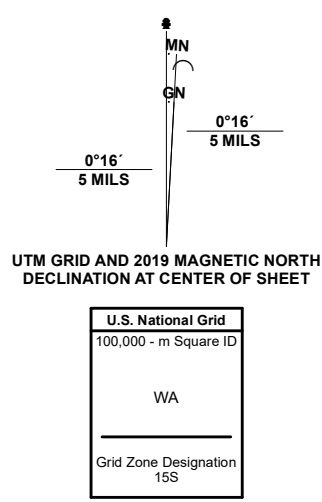 MN
GN
0°16´
5 MILS
0°16´
5 MILS
UTM GRID AND 2019 MAGNETIC NORTH
DECLINATION AT CENTER OF SHEET
U.S. National Grid
100,000 - m Square ID
WA
Grid Zone Designation
15S